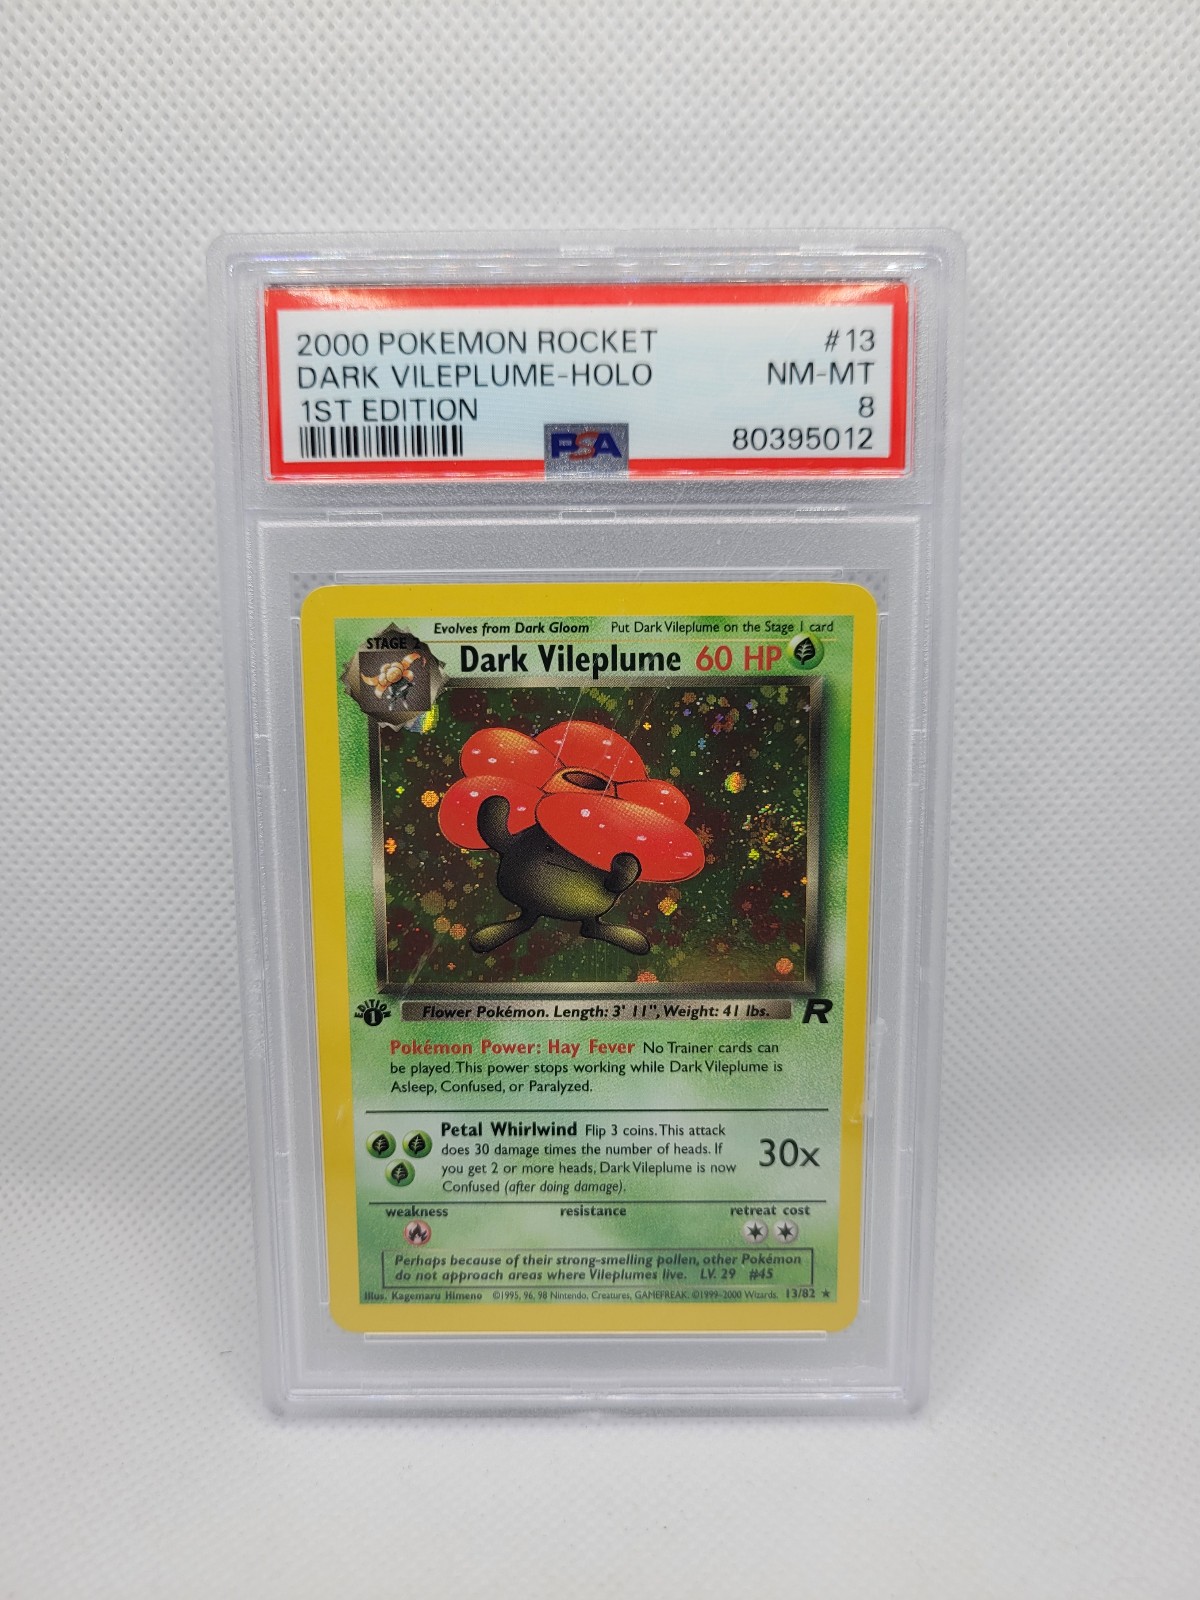 2000 POKEMON ROCKET #13
DARK VILEPLUME-HOLO NM-MT
1ST EDITION 8
PSA 80395012
Evolves from Dark Gloom Put Dark Vileplume on the Stage 1 card
STAGE 2
Dark Vileplume 60 HP
EDITION 1
Flower Pokémon. Length: 3' 11", Weight: 41 lbs.
R
Pokémon Power: Hay Fever No Trainer cards can
be played. This power stops working while Dark Vileplume is
Asleep, Confused, or Paralyzed.
Petal Whirlwind Flip 3 coins. This attack
does 30 damage times the number of heads. If
you get 2 or more heads, Dark Vileplume is now
Confused (after doing damage).
30x
weakness resistance retreat cost
Perhaps because of their strong-smelling pollen, other Pokémon
do not approach areas where Vileplumes live. LV. 29 #45
Illus. Kagemaru Himeno ©1995, 96, 98 Nintendo, Creatures, GAMEFREAK. ©1999-2000 Wizards. 13/82 ★